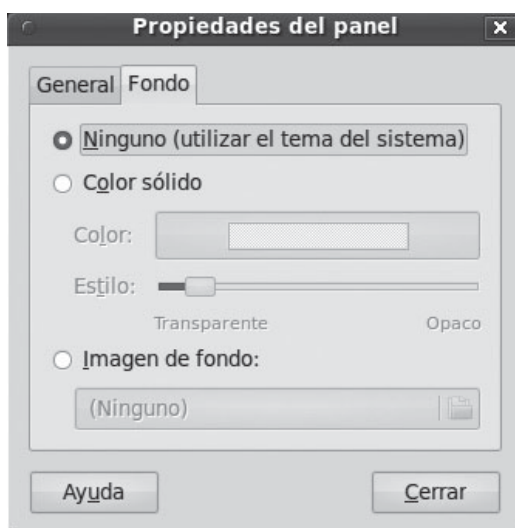 Propiedades del panel
General Fondo
Ninguno (utilizar el tema del sistema)
Color sólido
Color:
Estilo:
Transparente Opaco
Imagen de fondo:
(Ninguno)
Ayuda Cerrar